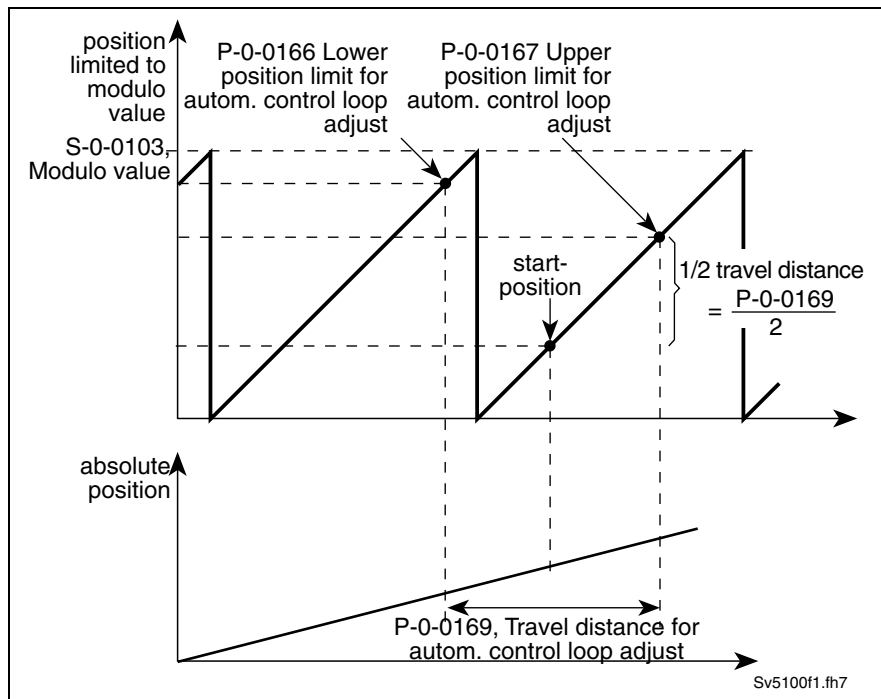 position
limited to
modulo
value
S-0-0103,
Modulo value
P-0-0166 Lower
position limit for
autom. control loop
adjust
P-0-0167 Upper
position limit for
autom. control loop
adjust
start-
position
1/2 travel distance
= P-0-0169
2
absolute
position
P-0-0169, Travel distance for
autom. control loop adjust
Sv5100f1.fh7